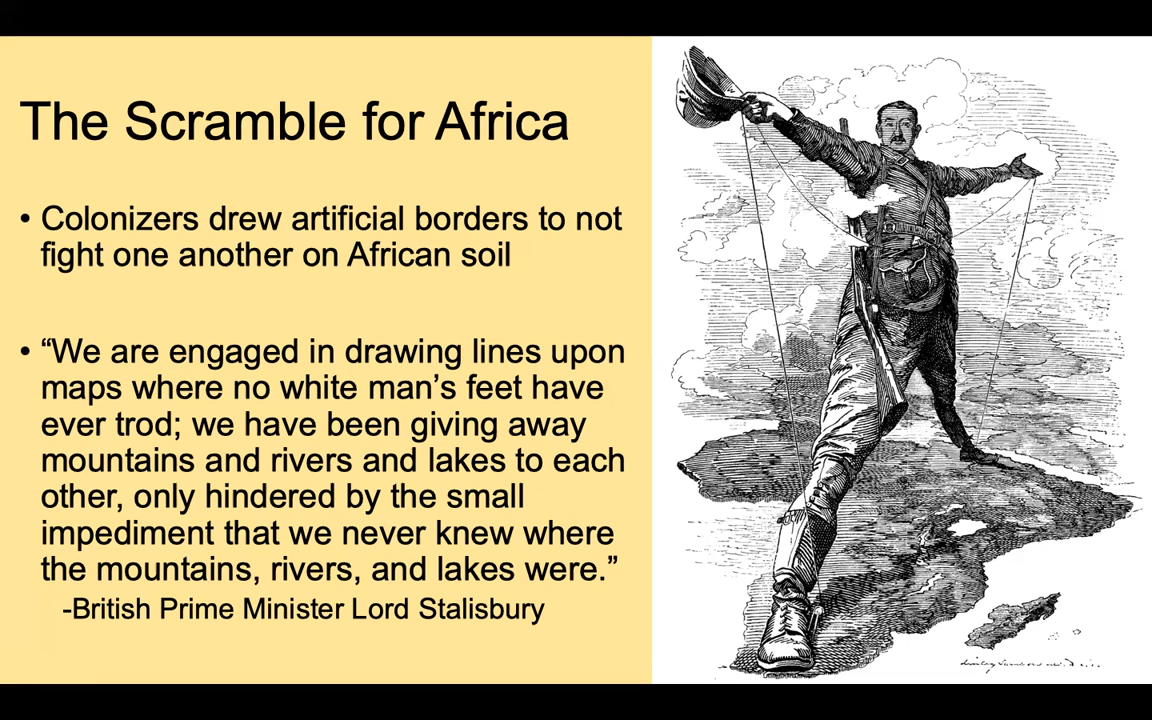 The Scramble for Africa
• Colonizers drew artificial borders to not
fight one another on African soil
• “We are engaged in drawing lines upon
maps where no white man’s feet have
ever trod; we have been giving away
mountains and rivers and lakes to each
other, only hindered by the small
impediment that we never knew where
the mountains, rivers, and lakes were.”
-British Prime Minister Lord Stalisbury